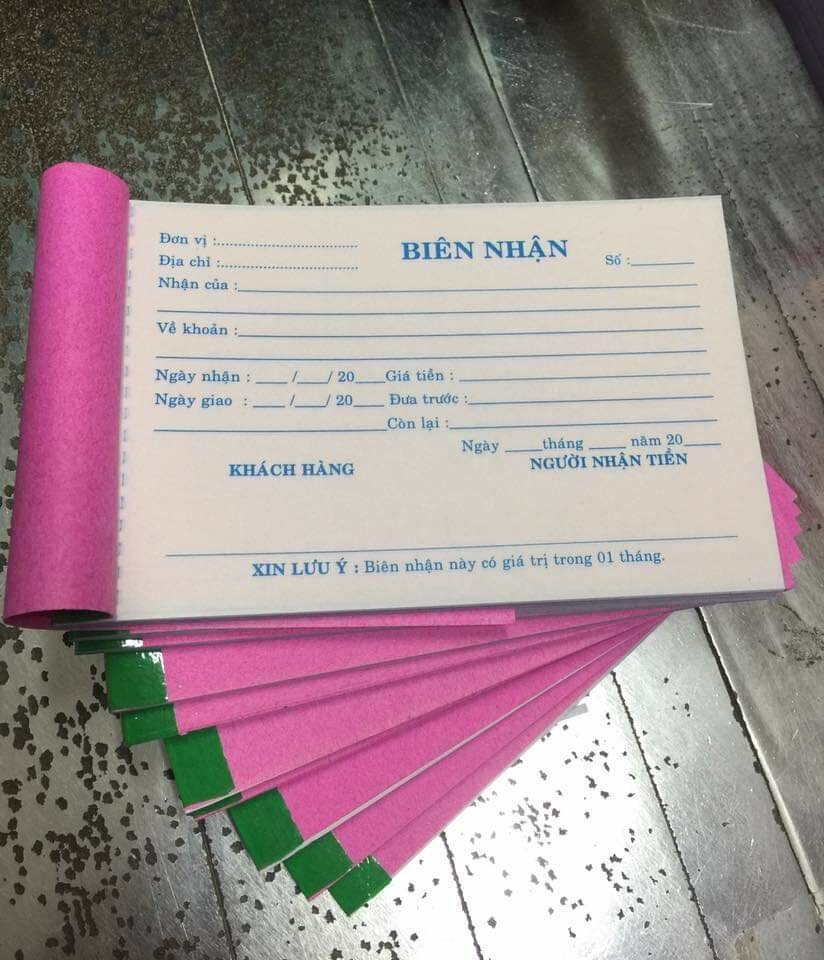 Đơn vị :
BIÊN NHẬN
Địa chỉ :
Số :
Nhận của :
Về khoản :
Ngày nhận : / / 20 Giá tiền :
Ngày giao : / / 20 Đưa trước :
Còn lại :
Ngày tháng năm 20
KHÁCH HÀNG NGƯỜI NHẬN TIỀN
XIN LƯU Ý : Biên nhận này có giá trị trong 01 tháng.